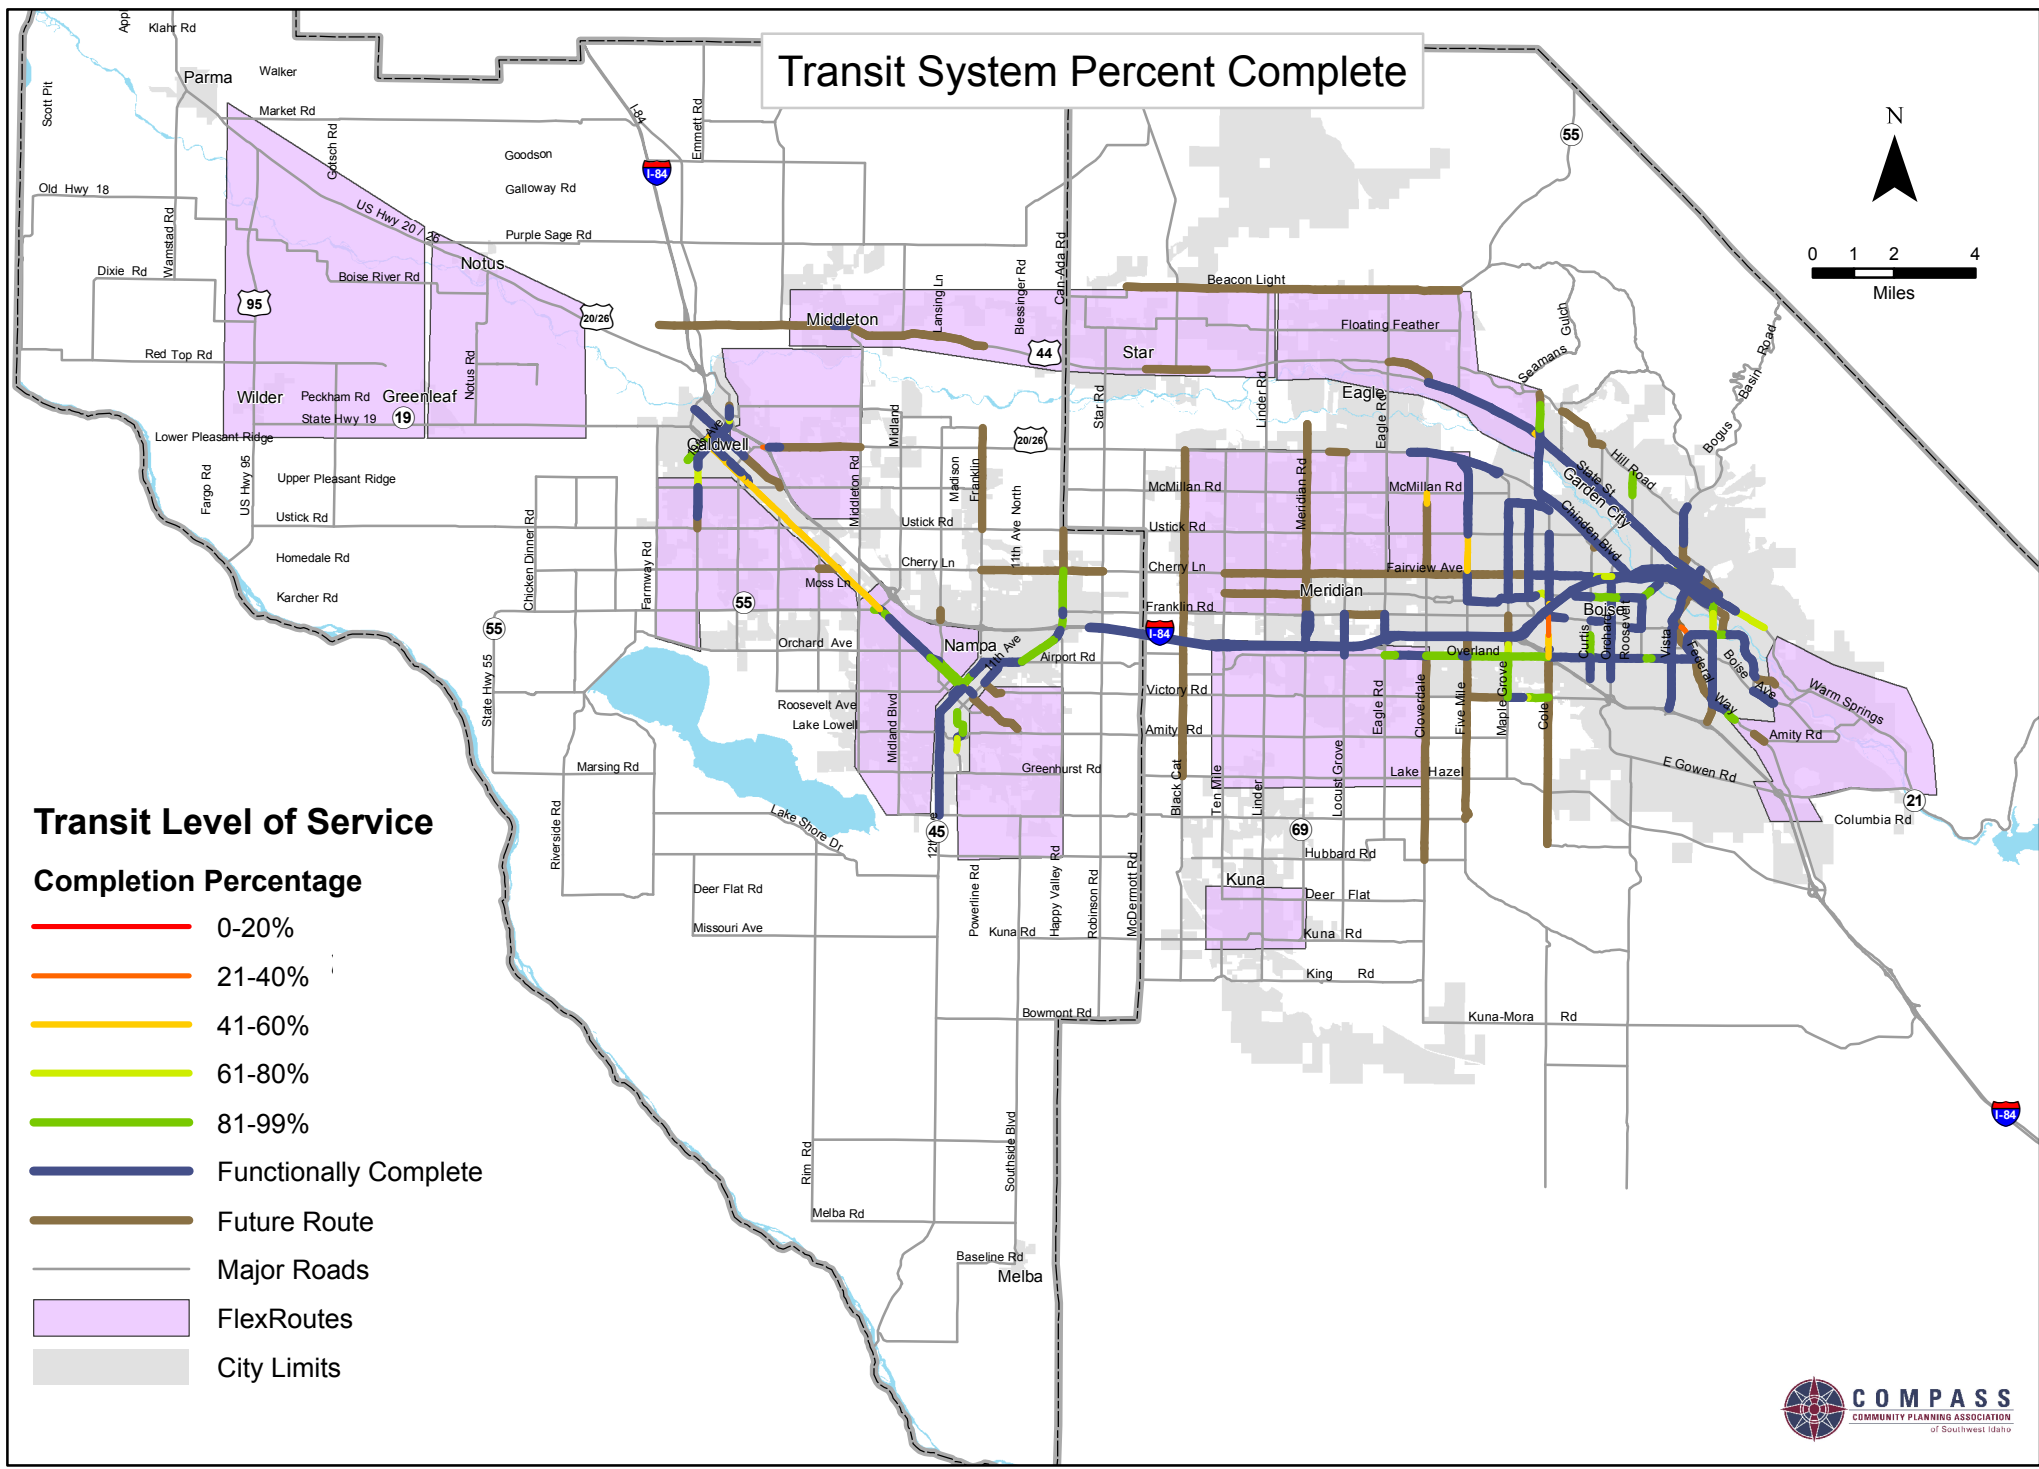 Transit System Percent Complete
Appl
Klahr Rd
Parma
Walker
Scott Pit
Market Rd
Gotsch Rd
I-84
Emmett Rd
I-84
Goodson
Galloway Rd
Old Hwy 18
US Hwy 20 / 26
Wamstad Rd
Purple Sage Rd
Notus
Dixie Rd
Boise River Rd
95
20/26
Red Top Rd
Notus Rd
Wilder
Peckham Rd
Greenleaf
State Hwy 19
19
Lower Pleasant Ridge
Fargo Rd
US Hwy 95
Upper Pleasant Ridge
Ustick Rd
Homedale Rd
Karcher Rd
Chicken Dinner Rd
Farmway Rd
55
State Hwy 55
Middleton
Lansing Ln
Blessinger Rd
Can-Ada Rd
44
Star
Beacon Light
Floating Feather
Eagle
Eagle Rd
Linder Rd
Star Rd
Seamans
Gulch
Bogus
Basin
Road
55
N
0 1 2 4
Miles
10th Ave
Caldwell
Midland
Middleton Rd
Madison
Franklin
20/26
11th Ave North
Ustick Rd
Cherry Ln
Moss Ln
55
Orchard Ave
Nampa
11th Ave
Airport Rd
Roosevelt Ave
Lake Lowell
Midland Blvd
Marsing Rd
Greenhurst Rd
Lake Shore Dr
Riverside Rd
45
Deer Flat Rd
Missouri Ave
Powerline Rd
Kuna Rd
Happy Valley Rd
Robinson Rd
McDermott Rd
Bowmont Rd
Rim Rd
Southside Blvd
Melba Rd
Baseline Rd
Melba
McMillan Rd
Meridian Rd
McMillan Rd
Ustick Rd
Cherry Ln
Fairview Ave
Meridian
Franklin Rd
I-84
Overland
Victory Rd
Amity Rd
Black Cat
Ten Mile
Linder
Locust Grove
Eagle Rd
Cloverdale
Five Mile
Maple Grove
Cole
Lake Hazel
69
Hubbard Rd
Kuna
Deer Flat
Kuna Rd
King Rd
Kuna-Mora Rd
Hill Road
State St
Garden City
Chinden Blvd
Boise
Curtis
Orchard
Roosevelt
Vista
Federal
Way
Boise
Ave
Warm Springs
Amity Rd
E Gowen Rd
21
Columbia Rd
I-84
Transit Level of Service
Completion Percentage
0-20%
21-40%
41-60%
61-80%
81-99%
Functionally Complete
Future Route
Major Roads
FlexRoutes
City Limits
COMPASS
COMMUNITY PLANNING ASSOCIATION
of Southwest Idaho